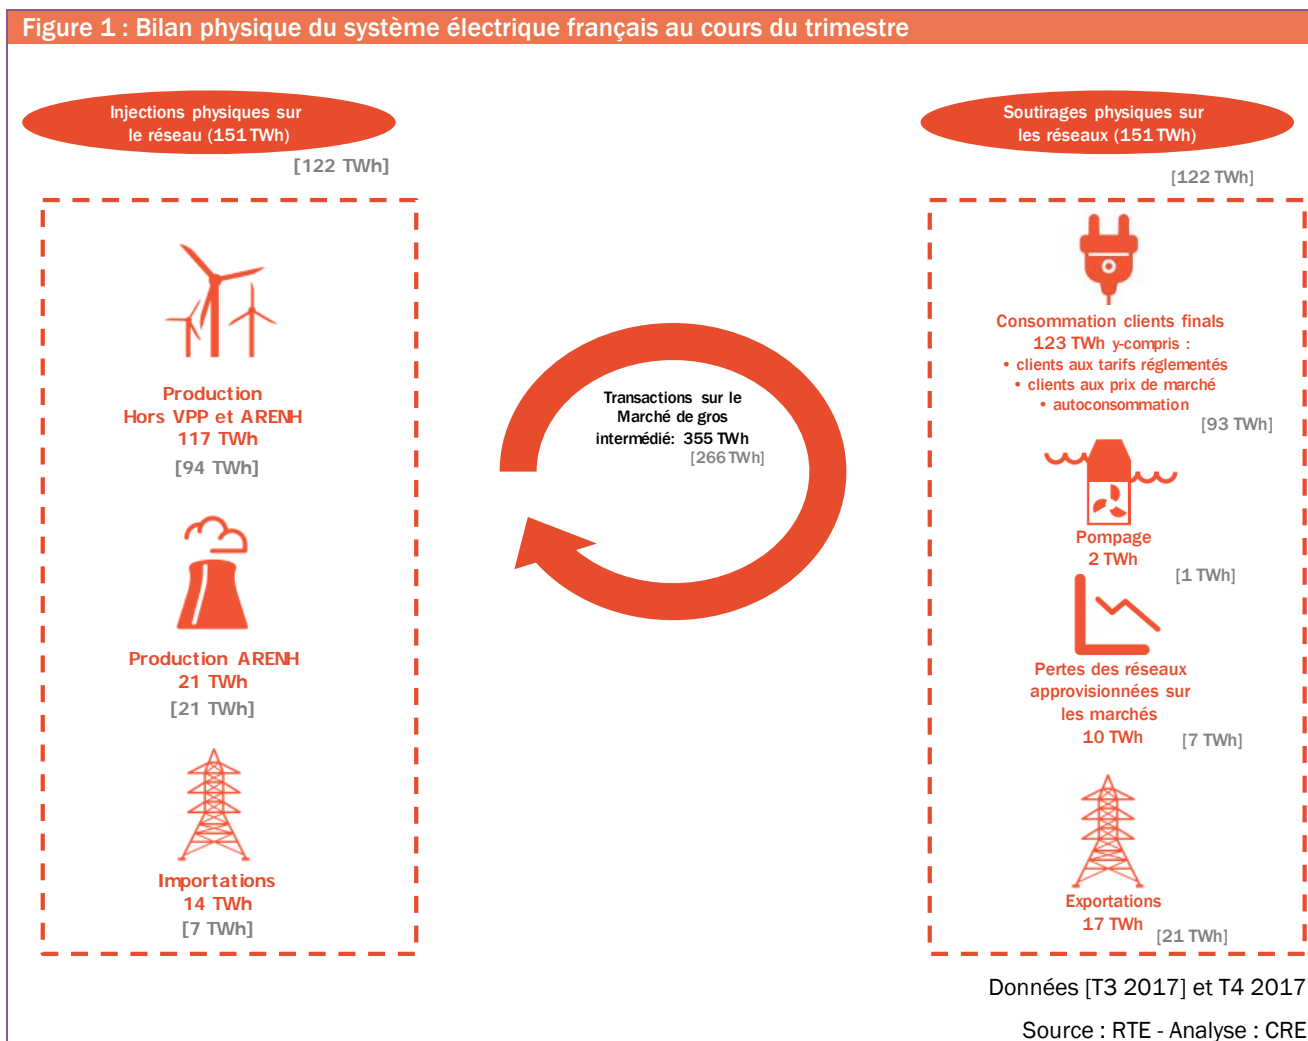 Figure 1 : Bilan physique du système électrique français au cours du trimestre
Injections physiques sur
le réseau (151 TWh)
[122 TWh]
Production
Hors VPP et ARENH
117 TWh
[94 TWh]
Production ARENH
21 TWh
[21 TWh]
Importations
14 TWh
[7 TWh]
Transactions sur le
Marché de gros
intermédié: 355 TWh
[266 TWh]
Soutirages physiques sur
les réseaux (151 TWh)
[122 TWh]
Consommation clients finals
123 TWh y-compris :
• clients aux tarifs réglementés
• clients aux prix de marché
• autoconsommation
[93 TWh]
Pompage
2 TWh
[1 TWh]
Pertes des réseaux
approvisionnées sur
les marchés
10 TWh [7 TWh]
Exportations
17 TWh
[21 TWh]
Données [T3 2017] et T4 2017
Source : RTE - Analyse : CRE